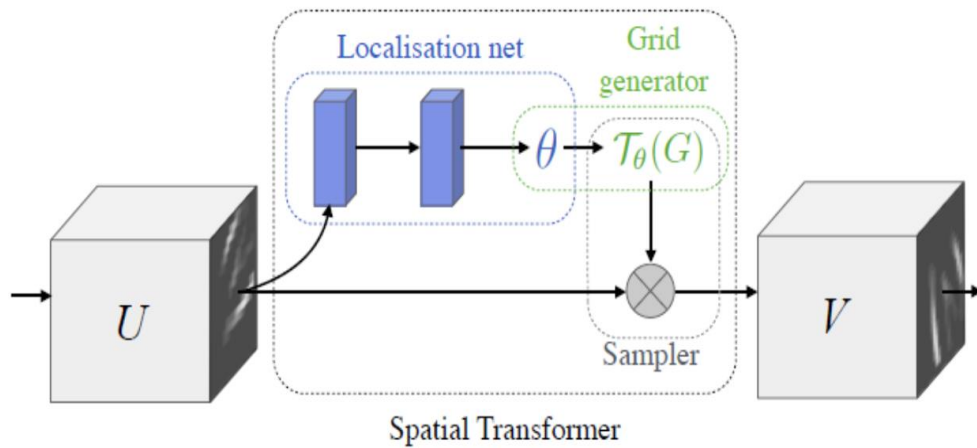 Localisation net
Grid
generator
θ
𝒯θ(G)
U
V
Sampler
Spatial Transformer